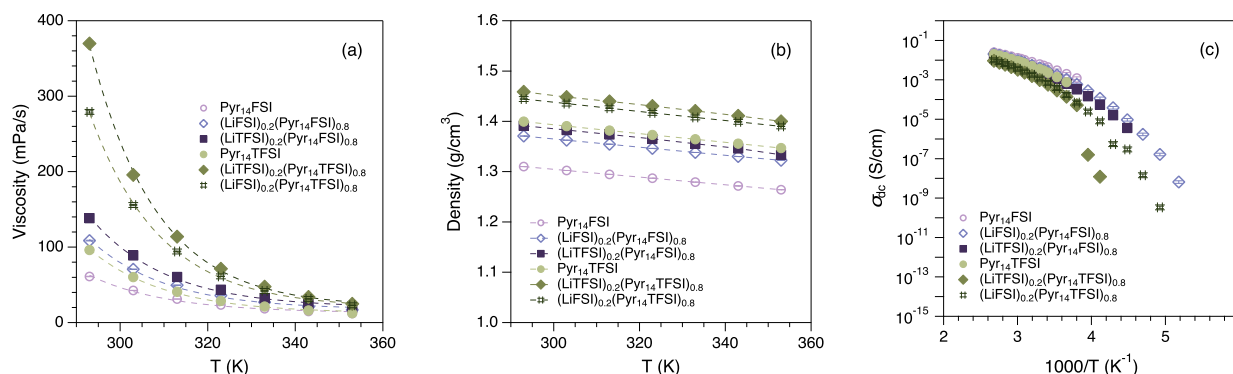 (a)
400
300
200
100
0
Viscosity (mPa/s)
Pyr14FSI
(LiFSI)0.2(Pyr14FSI)0.8
(LiTFSI)0.2(Pyr14FSI)0.8
Pyr14TFSI
(LiTFSI)0.2(Pyr14TFSI)0.8
(LiFSI)0.2(Pyr14TFSI)0.8
300 320 340 360
T (K)
(b)
1.6
1.5
1.4
1.3
1.2
1.1
1.0
Density (g/cm3)
Pyr14FSI
(LiFSI)0.2(Pyr14FSI)0.8
(LiTFSI)0.2(Pyr14FSI)0.8
Pyr14TFSI
(LiTFSI)0.2(Pyr14TFSI)0.8
(LiFSI)0.2(Pyr14TFSI)0.8
300 320 340 360
T (K)
(c)
10-1
10-3
10-5
10-7
10-9
10-11
10-13
10-15
σdc (S/cm)
Pyr14FSI
(LiFSI)0.2(Pyr14FSI)0.8
(LiTFSI)0.2(Pyr14FSI)0.8
Pyr14TFSI
(LiTFSI)0.2(Pyr14TFSI)0.8
(LiFSI)0.2(Pyr14TFSI)0.8
2 3 4 5
1000/T (K-1)